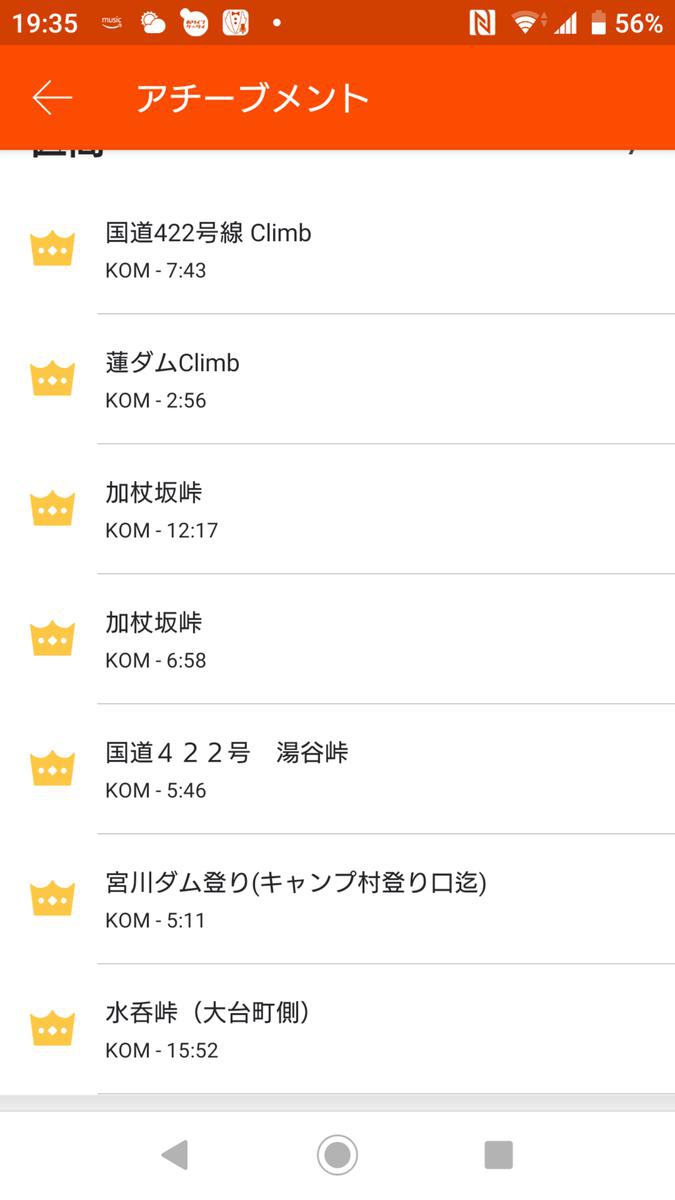 19:35
music
56%
アチーブメント
国道422号線 Climb
KOM - 7:43
蓮ダムClimb
KOM - 2:56
加杖坂峠
KOM - 12:17
加杖坂峠
KOM - 6:58
国道４２２号　湯谷峠
KOM - 5:46
宮川ダム登り(キャンプ村登り口迄)
KOM - 5:11
水呑峠（大台町側）
KOM - 15:52